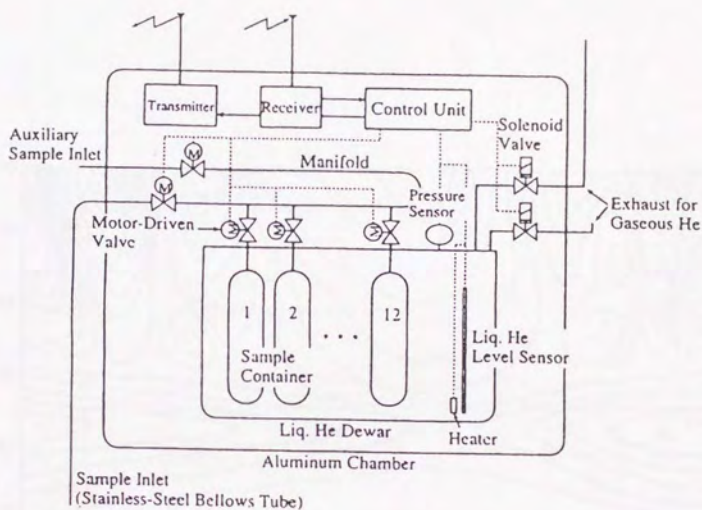 Transmitter
Receiver
Control Unit
Solenoid
Valve
Auxiliary
Sample Inlet
M
Manifold
M
Pressure
Sensor
Exhaust for
Gaseous He
Motor-Driven
Valve
M
M
M
1
2
12
Sample
Container
. . .
Liq. He
Level Sensor
Liq. He Dewar
Heater
Aluminum Chamber
Sample Inlet
(Stainless-Steel Bellows Tube)